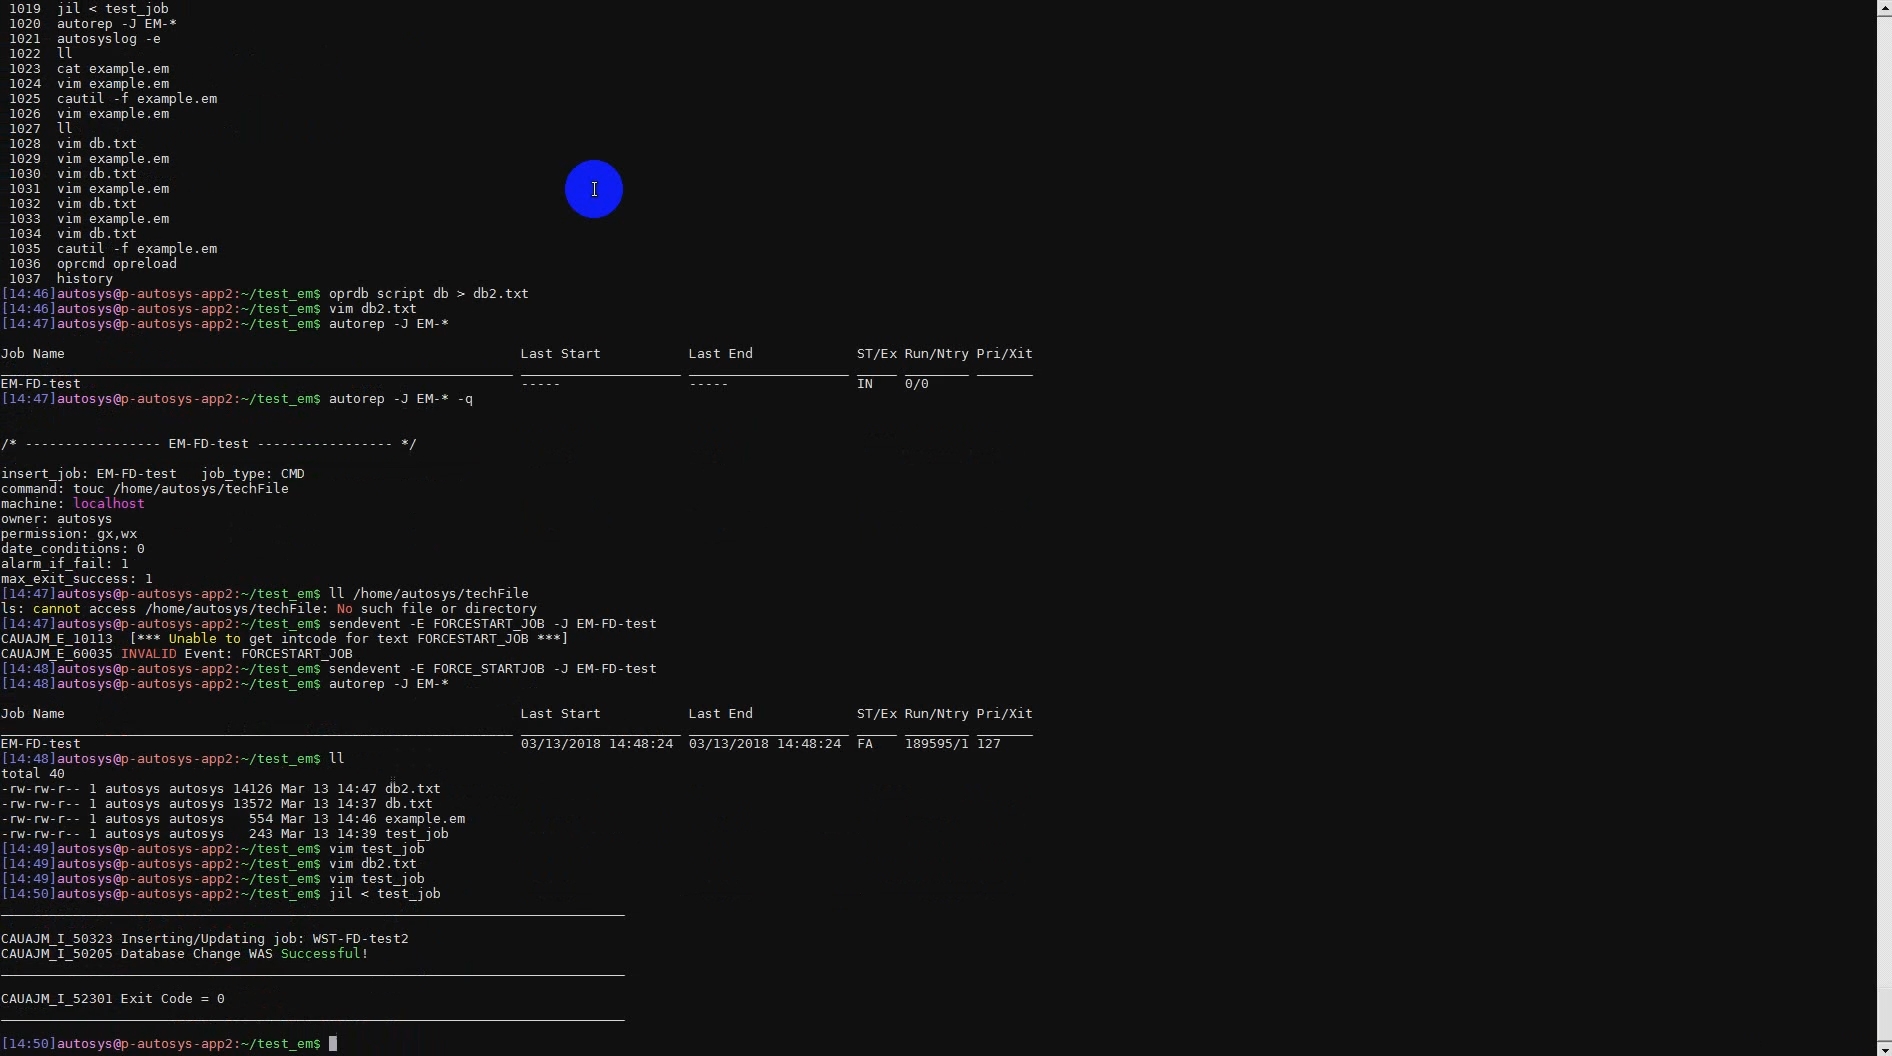 1019  jil < test_job
1020  autorep -J EM-*
1021  autosyslog -e
1022  ll
1023  cat example.em
1024  vim example.em
1025  cautil -f example.em
1026  vim example.em
1027  ll
1028  vim db.txt
1029  vim example.em
1030  vim db.txt
1031  vim example.em
1032  vim db.txt
1033  vim example.em
1034  vim db.txt
1035  cautil -f example.em
1036  oprcmd opreload
1037  history
[14:46]autosys@p-autosys-app2:~/test_em$ oprdb script db > db2.txt
[14:46]autosys@p-autosys-app2:~/test_em$ vim db2.txt
[14:47]autosys@p-autosys-app2:~/test_em$ autorep -J EM-*
Job Name Last Start Last End ST/Ex Run/Ntry Pri/Xit
EM-FD-test ----- ----- IN 0/0
[14:47]autosys@p-autosys-app2:~/test_em$ autorep -J EM-* -q
/* ----------------- EM-FD-test ----------------- */
insert_job: EM-FD-test   job_type: CMD
command: touc /home/autosys/techFile
machine: localhost
owner: autosys
permission: gx,wx
date_conditions: 0
alarm_if_fail: 1
max_exit_success: 1
[14:47]autosys@p-autosys-app2:~/test_em$ ll /home/autosys/techFile
ls: cannot access /home/autosys/techFile: No such file or directory
[14:47]autosys@p-autosys-app2:~/test_em$ sendevent -E FORCESTART_JOB -J EM-FD-test
CAUAJM_E_10113  [*** Unable to get intcode for text FORCESTART_JOB ***]
CAUAJM_E_60035 INVALID Event: FORCESTART_JOB
[14:48]autosys@p-autosys-app2:~/test_em$ sendevent -E FORCE_STARTJOB -J EM-FD-test
[14:48]autosys@p-autosys-app2:~/test_em$ autorep -J EM-*
Job Name Last Start Last End ST/Ex Run/Ntry Pri/Xit
EM-FD-test 03/13/2018 14:48:24 03/13/2018 14:48:24 FA 189595/1 127
[14:48]autosys@p-autosys-app2:~/test_em$ ll
total 40
-rw-rw-r-- 1 autosys autosys 14126 Mar 13 14:47 db2.txt
-rw-rw-r-- 1 autosys autosys 13572 Mar 13 14:37 db.txt
-rw-rw-r-- 1 autosys autosys   554 Mar 13 14:46 example.em
-rw-rw-r-- 1 autosys autosys   243 Mar 13 14:39 test_job
[14:49]autosys@p-autosys-app2:~/test_em$ vim test_job
[14:49]autosys@p-autosys-app2:~/test_em$ vim db2.txt
[14:49]autosys@p-autosys-app2:~/test_em$ vim test_job
[14:50]autosys@p-autosys-app2:~/test_em$ jil < test_job
CAUAJM_I_50323 Inserting/Updating job: WST-FD-test2
CAUAJM_I_50205 Database Change WAS Successful!
CAUAJM_I_52301 Exit Code = 0
[14:50]autosys@p-autosys-app2:~/test_em$